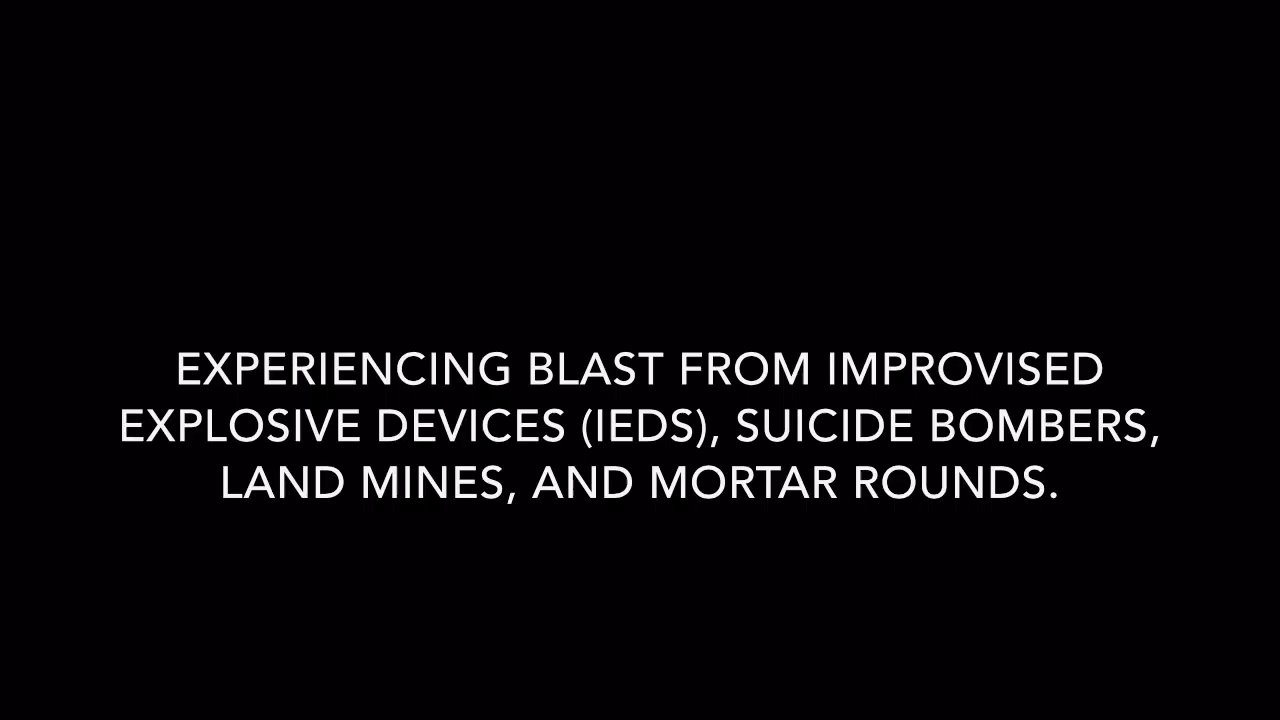 EXPERIENCING BLAST FROM IMPROVISED
EXPLOSIVE DEVICES (IEDS), SUICIDE BOMBERS,
LAND MINES, AND MORTAR ROUNDS.